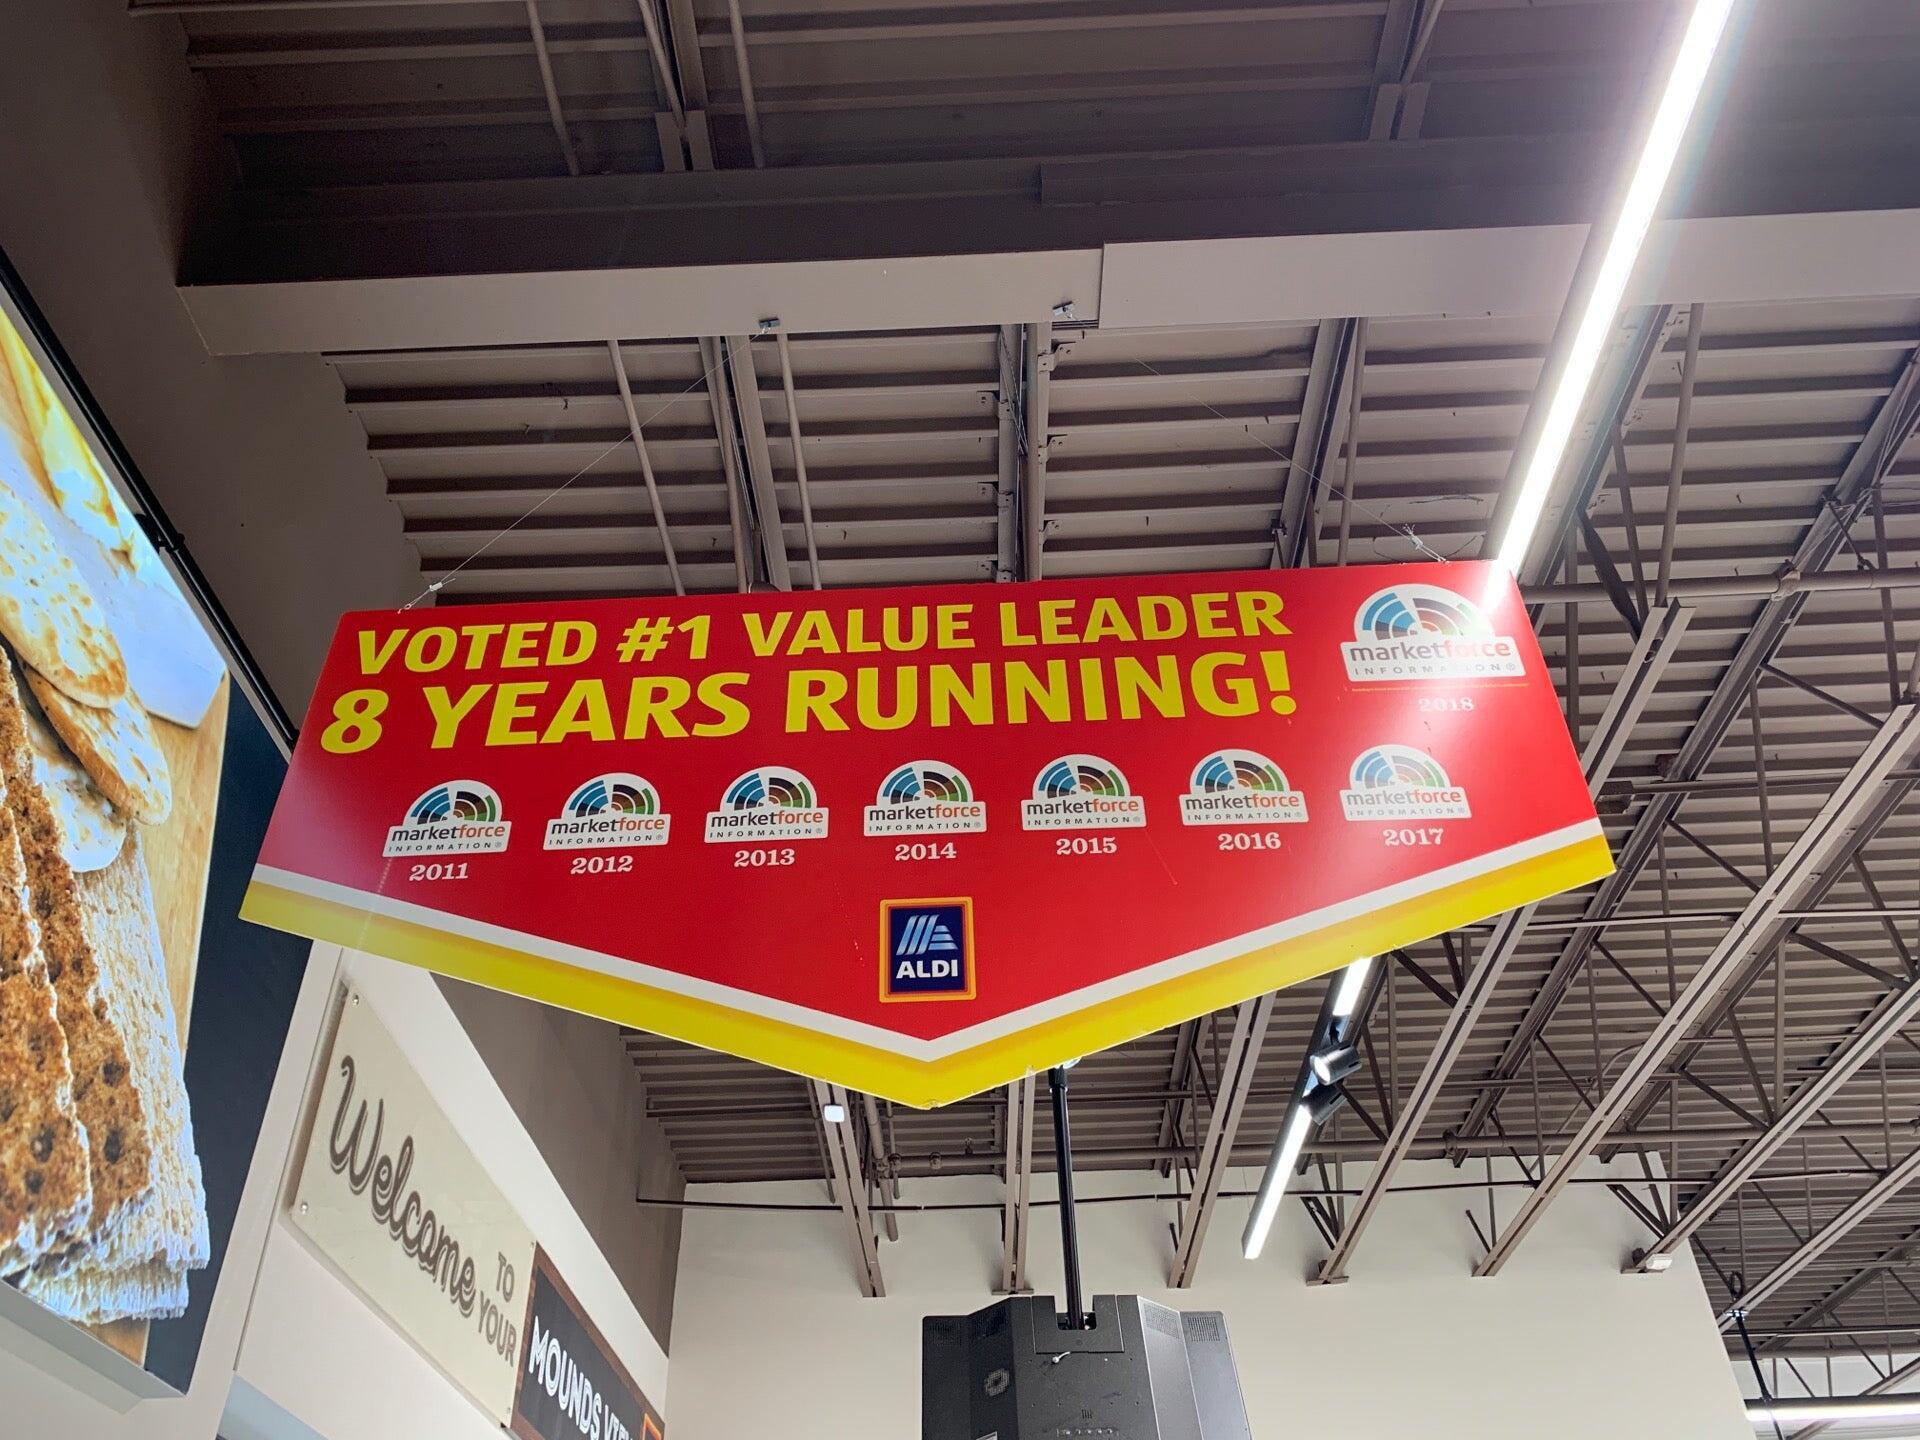 VOTED #1 VALUE LEADER
8 YEARS RUNNING!
marketforce
INFORMATION®
2018
marketforce
INFORMATION®
2011
marketforce
INFORMATION®
2012
marketforce
INFORMATION®
2013
marketforce
INFORMATION®
2014
marketforce
INFORMATION®
2015
marketforce
INFORMATION®
2016
marketforce
INFORMATION®
2017
ALDI
Welcome
TO
YOUR
MOUNDS